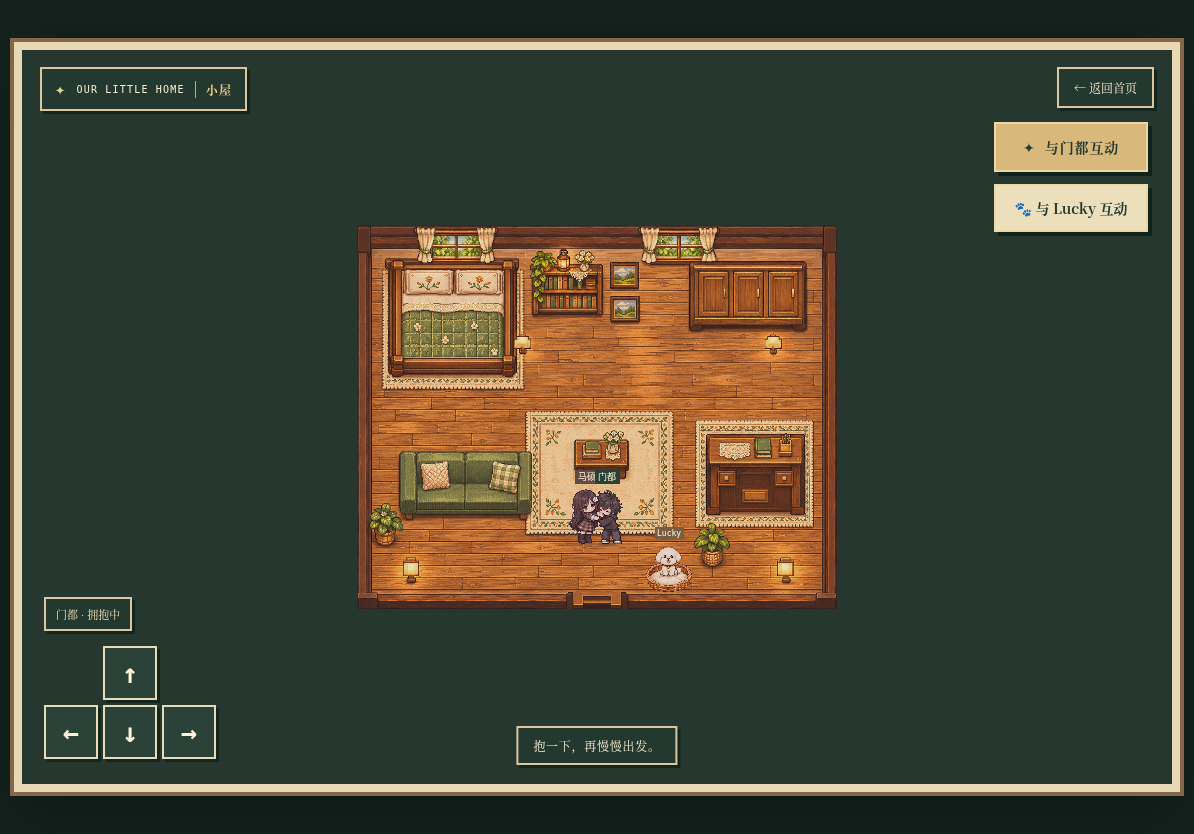 ✦ OUR LITTLE HOME 小屋
← 返回首页
✦ 与门都互动
🐾 与 Lucky 互动
马硕 门都
Lucky
门都 · 拥抱中
↑
← ↓ →
抱一下，再慢慢出发。